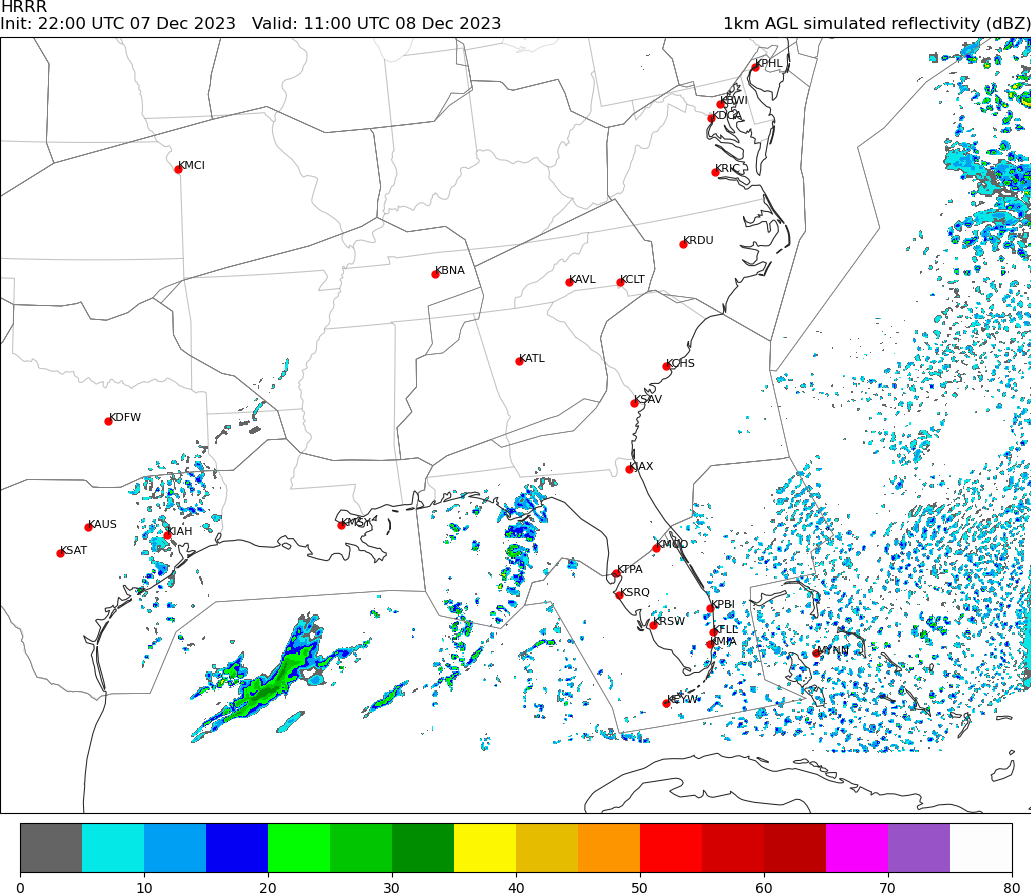 HRRR
Init: 22:00 UTC 07 Dec 2023   Valid: 11:00 UTC 08 Dec 2023   1km AGL simulated reflectivity (dBZ)
KPHL
KBWI
KDCA
KMCI
KRIC
KRDU
KBNA
KAVL KCLT
KATL
KCHS
KSAV
KDFW
KJAX
KMSY
KAUS
KIAH
KMCO
KSAT
KTPA
KSRQ
KPBI
KRSW
KFLL
KMIA
MYNN
KEYW
0 10 20 30 40 50 60 70 80